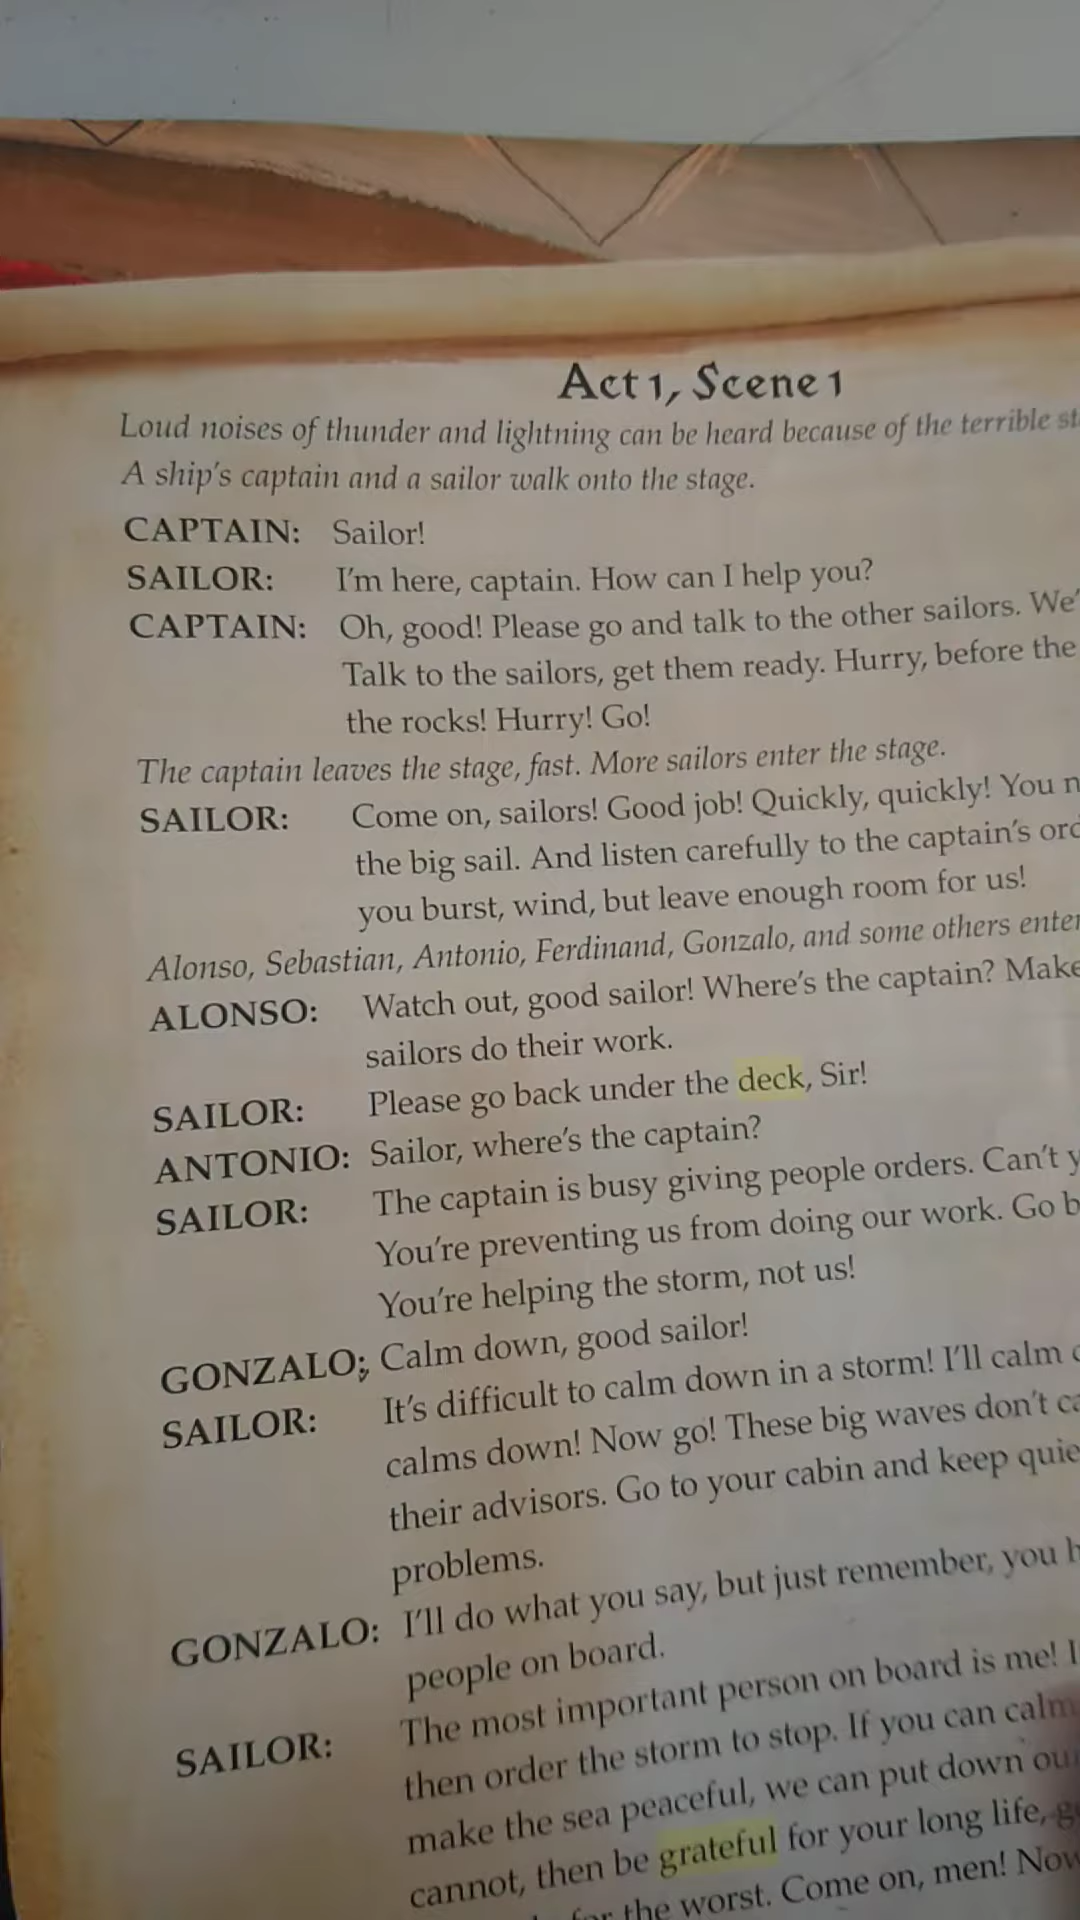 Act 1, Scene 1
Loud noises of thunder and lightning can be heard because of the terrible
A ship's captain and a sailor walk onto the stage.
CAPTAIN: Sailor!
SAILOR: I'm here, captain. How can I help you?
CAPTAIN: Oh, good! Please go and talk to the other sailors.
Talk to the sailors, get them ready. Hurry, before the
the rocks! Hurry! Go!
The captain leaves the stage, fast. More sailors enter the stage.
SAILOR: Come on, sailors! Good job! Quickly, quickly! You
the big sail. And listen carefully to the captain's
you burst, wind, but leave enough room for us!
Alonso, Sebastian, Antonio, Ferdinand, Gonzalo, and some others enter
ALONSO: Watch out, good sailor! Where's the captain? Make
sailors do their work.
SAILOR: Please go back under the deck, Sir!
ANTONIO: Sailor, where's the captain?
SAILOR: The captain is busy giving people orders. Can't
You're preventing us from doing our work. Go
You're helping the storm, not us!
GONZALO: Calm down, good sailor!
SAILOR: It's difficult to calm down in a storm! I'll calm
calms down! Now go! These big waves don't
their advisors. Go to your cabin and keep
problems.
GONZALO: I'll do what you say, but just remember, you
people on board.
SAILOR: The most important person on board is me!
then order the storm to stop. If you can calm
make the sea peaceful, we can put down
cannot, then be grateful for your long life,
for the worst. Come on, men! Now